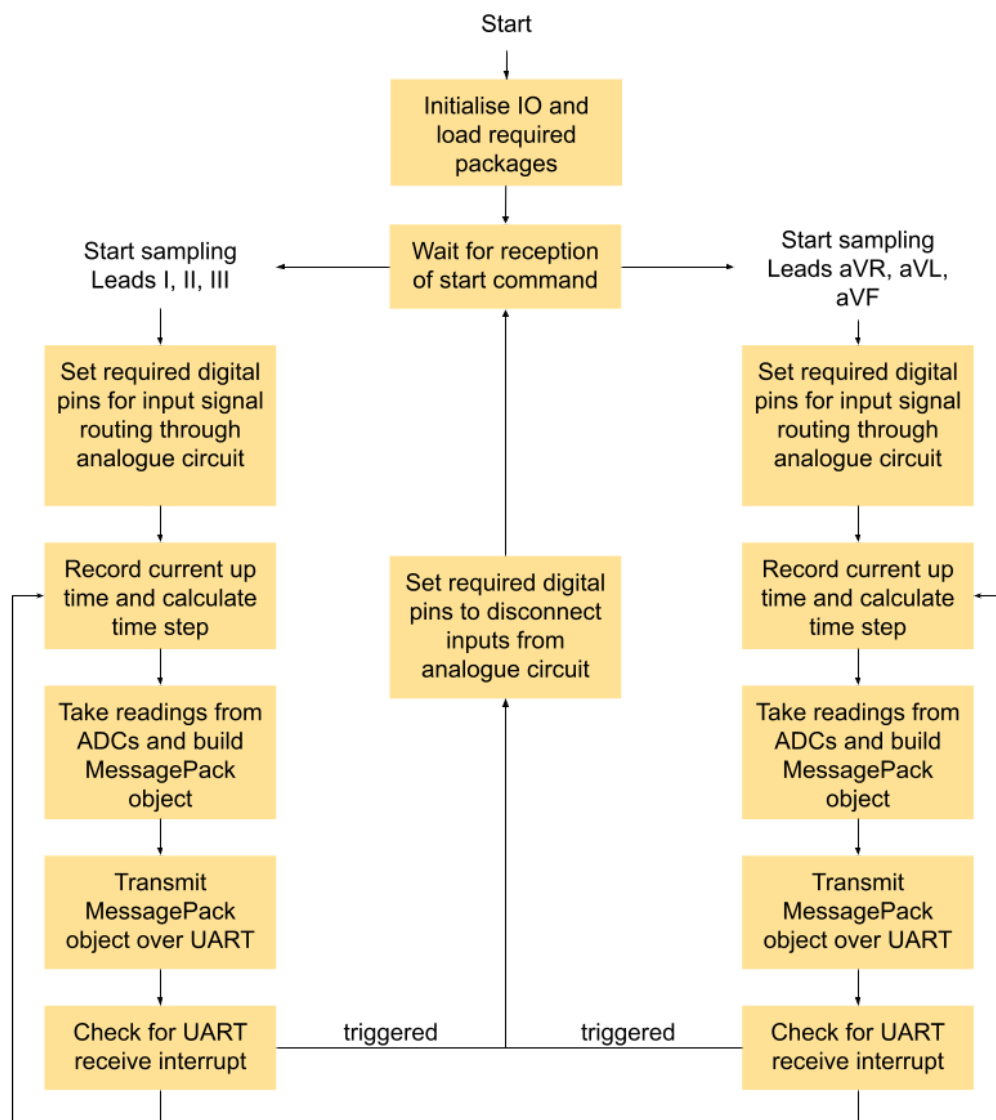 Start
Initialise IO and
load required
packages
Wait for reception
of start command
Start sampling
Leads I, II, III
Start sampling
Leads aVR, aVL,
aVF
Set required digital
pins for input signal
routing through
analogue circuit
Set required digital
pins for input signal
routing through
analogue circuit
Record current up
time and calculate
time step
Set required digital
pins to disconnect
inputs from
analogue circuit
Record current up
time and calculate
time step
Take readings from
ADCs and build
MessagePack
object
Take readings from
ADCs and build
MessagePack
object
Transmit
MessagePack
object over UART
Transmit
MessagePack
object over UART
Check for UART
receive interrupt
triggered
triggered
Check for UART
receive interrupt